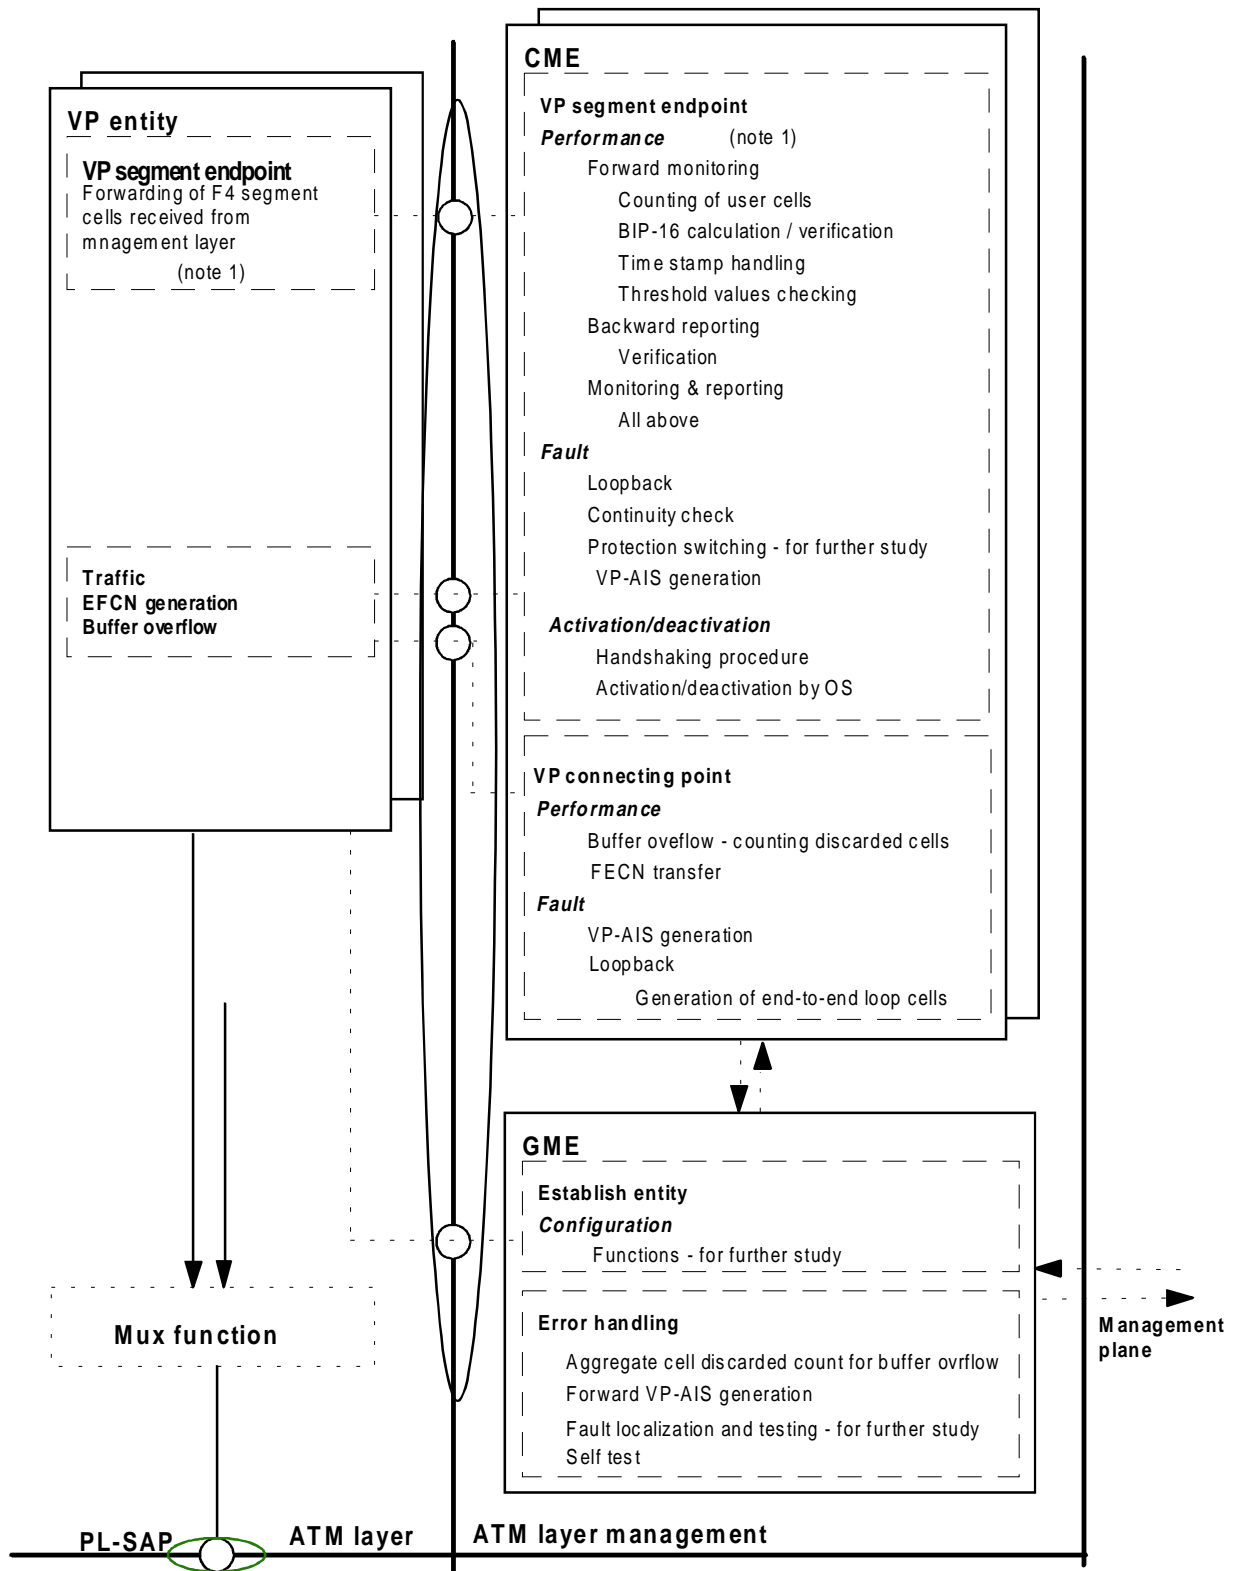 VP entity
VP segment endpoint
Forwarding of F4 segment
cells received from
mnagement layer
(note 1)
Traffic
EFCN generation
Buffer overflow
CME
VP segment endpoint
Performance (note 1)
Forward monitoring
Counting of user cells
BIP-16 calculation / verification
Time stamp handling
Threshold values checking
Backward reporting
Verification
Monitoring & reporting
All above
Fault
Loopback
Continuity check
Protection switching - for further study
VP-AIS generation
Activation/deactivation
Handshaking procedure
Activation/deactivation by OS
VP connecting point
Performance
Buffer oveflow - counting discarded cells
FECN transfer
Fault
VP-AIS generation
Loopback
Generation of end-to-end loop cells
GME
Establish entity
Configuration
Functions - for further study
Error handling
Aggregate cell discarded count for buffer ovrflow
Forward VP-AIS generation
Fault localization and testing - for further study
Self test
Management
plane
Mux function
PL-SAP
ATM layer
ATM layer management